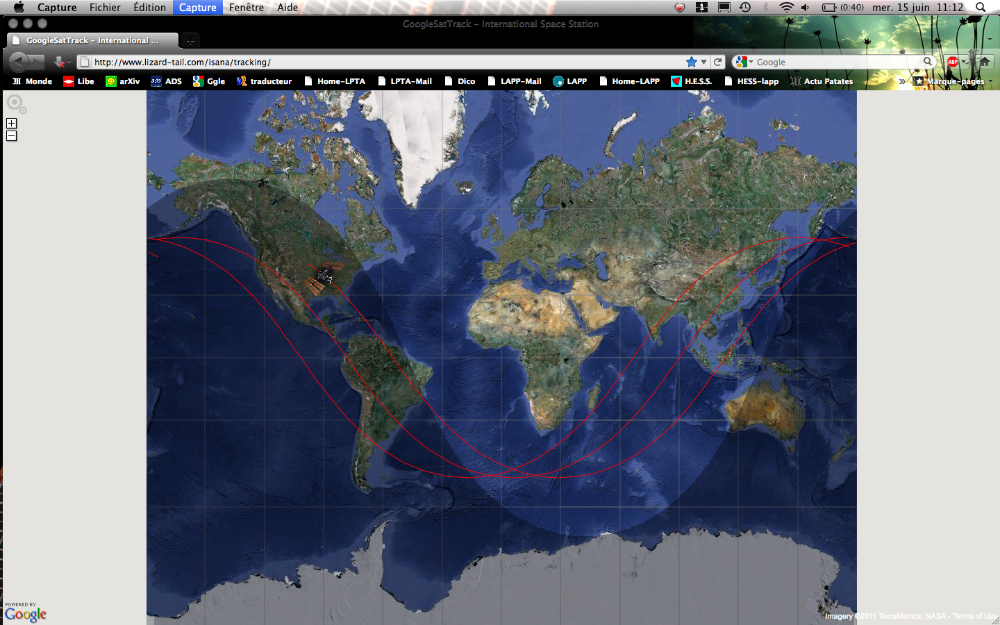 Capture Fichier Édition Capture Fenêtre Aide 1 (0:40) mer. 15 juin 11:12
GoogleSatTrack – International Space Station
GoogleSatTrack – International ...
http://www.lizard-tail.com/isana/tracking/ Google ABP
Monde Libe arXiv ads ADS Ggle traducteur Home-LPTA LPTA-Mail Dico LAPP-Mail LAPP Home-LAPP H.E.S.S. HESS-lapp Actu Patates » Marque-pages
POWERED BY
Google
Imagery ©2011 TerraMetrics, NASA - Terms of Use